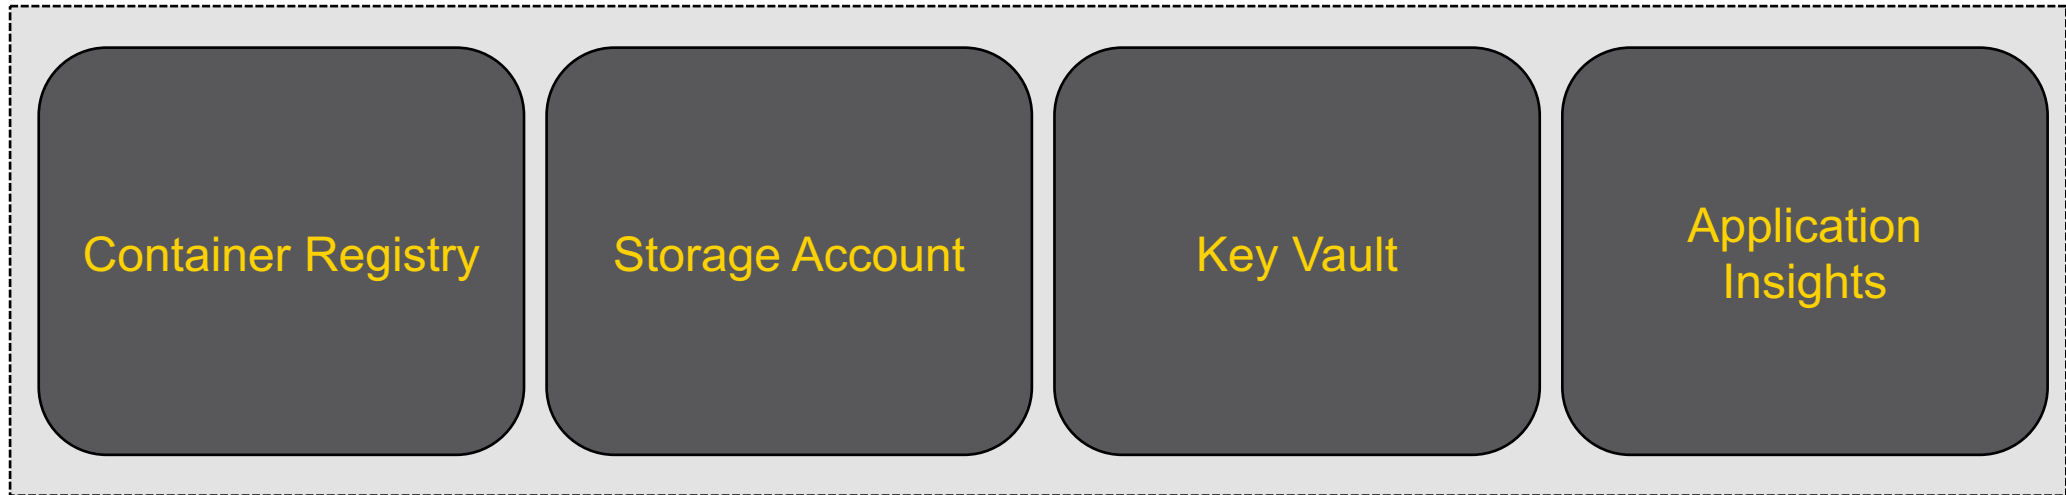 Container Registry
Storage Account
Key Vault
Application
Insights